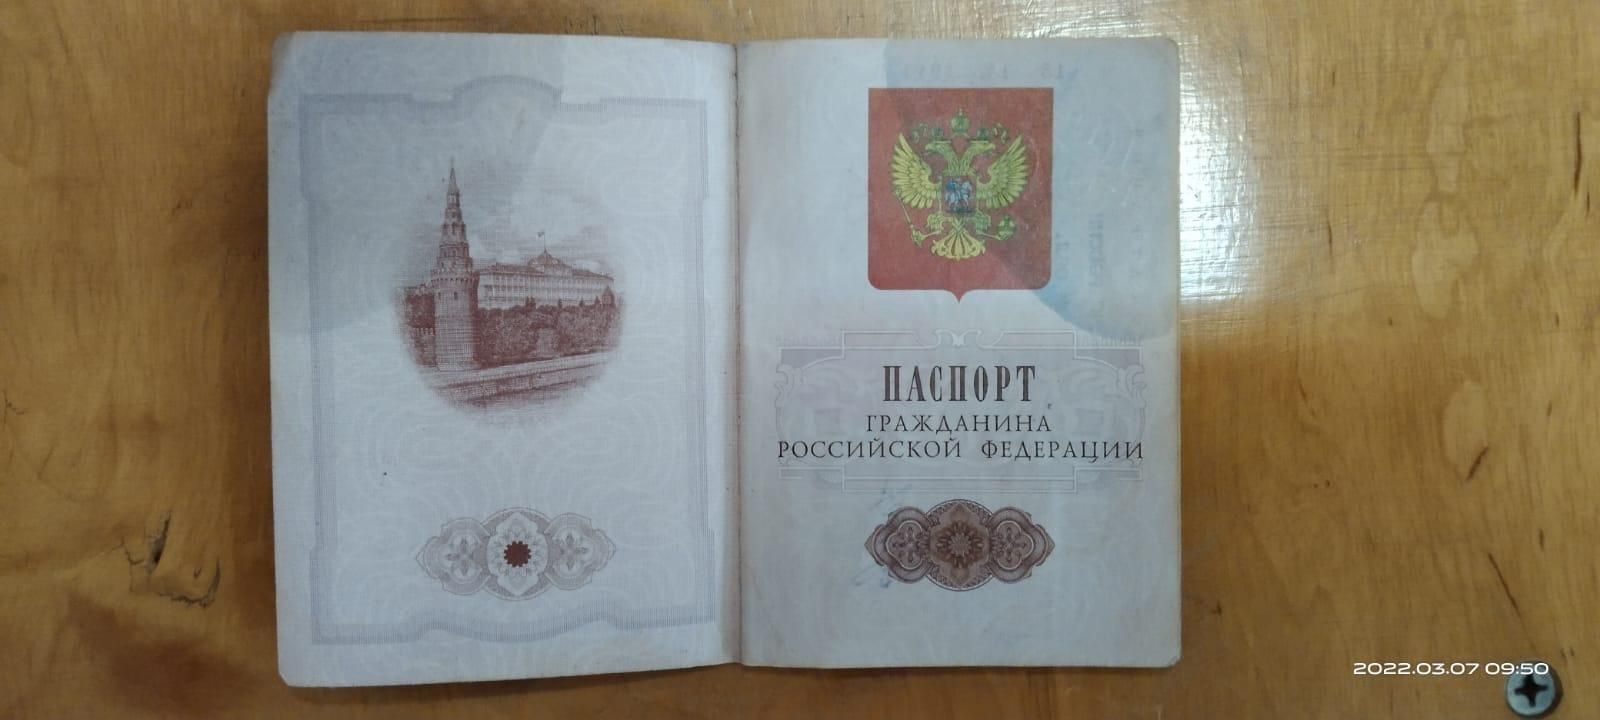 ПАСПОРТ
ГРАЖДАНИНА
РОССИЙСКОЙ ФЕДЕРАЦИИ
2022.03.07 09:50